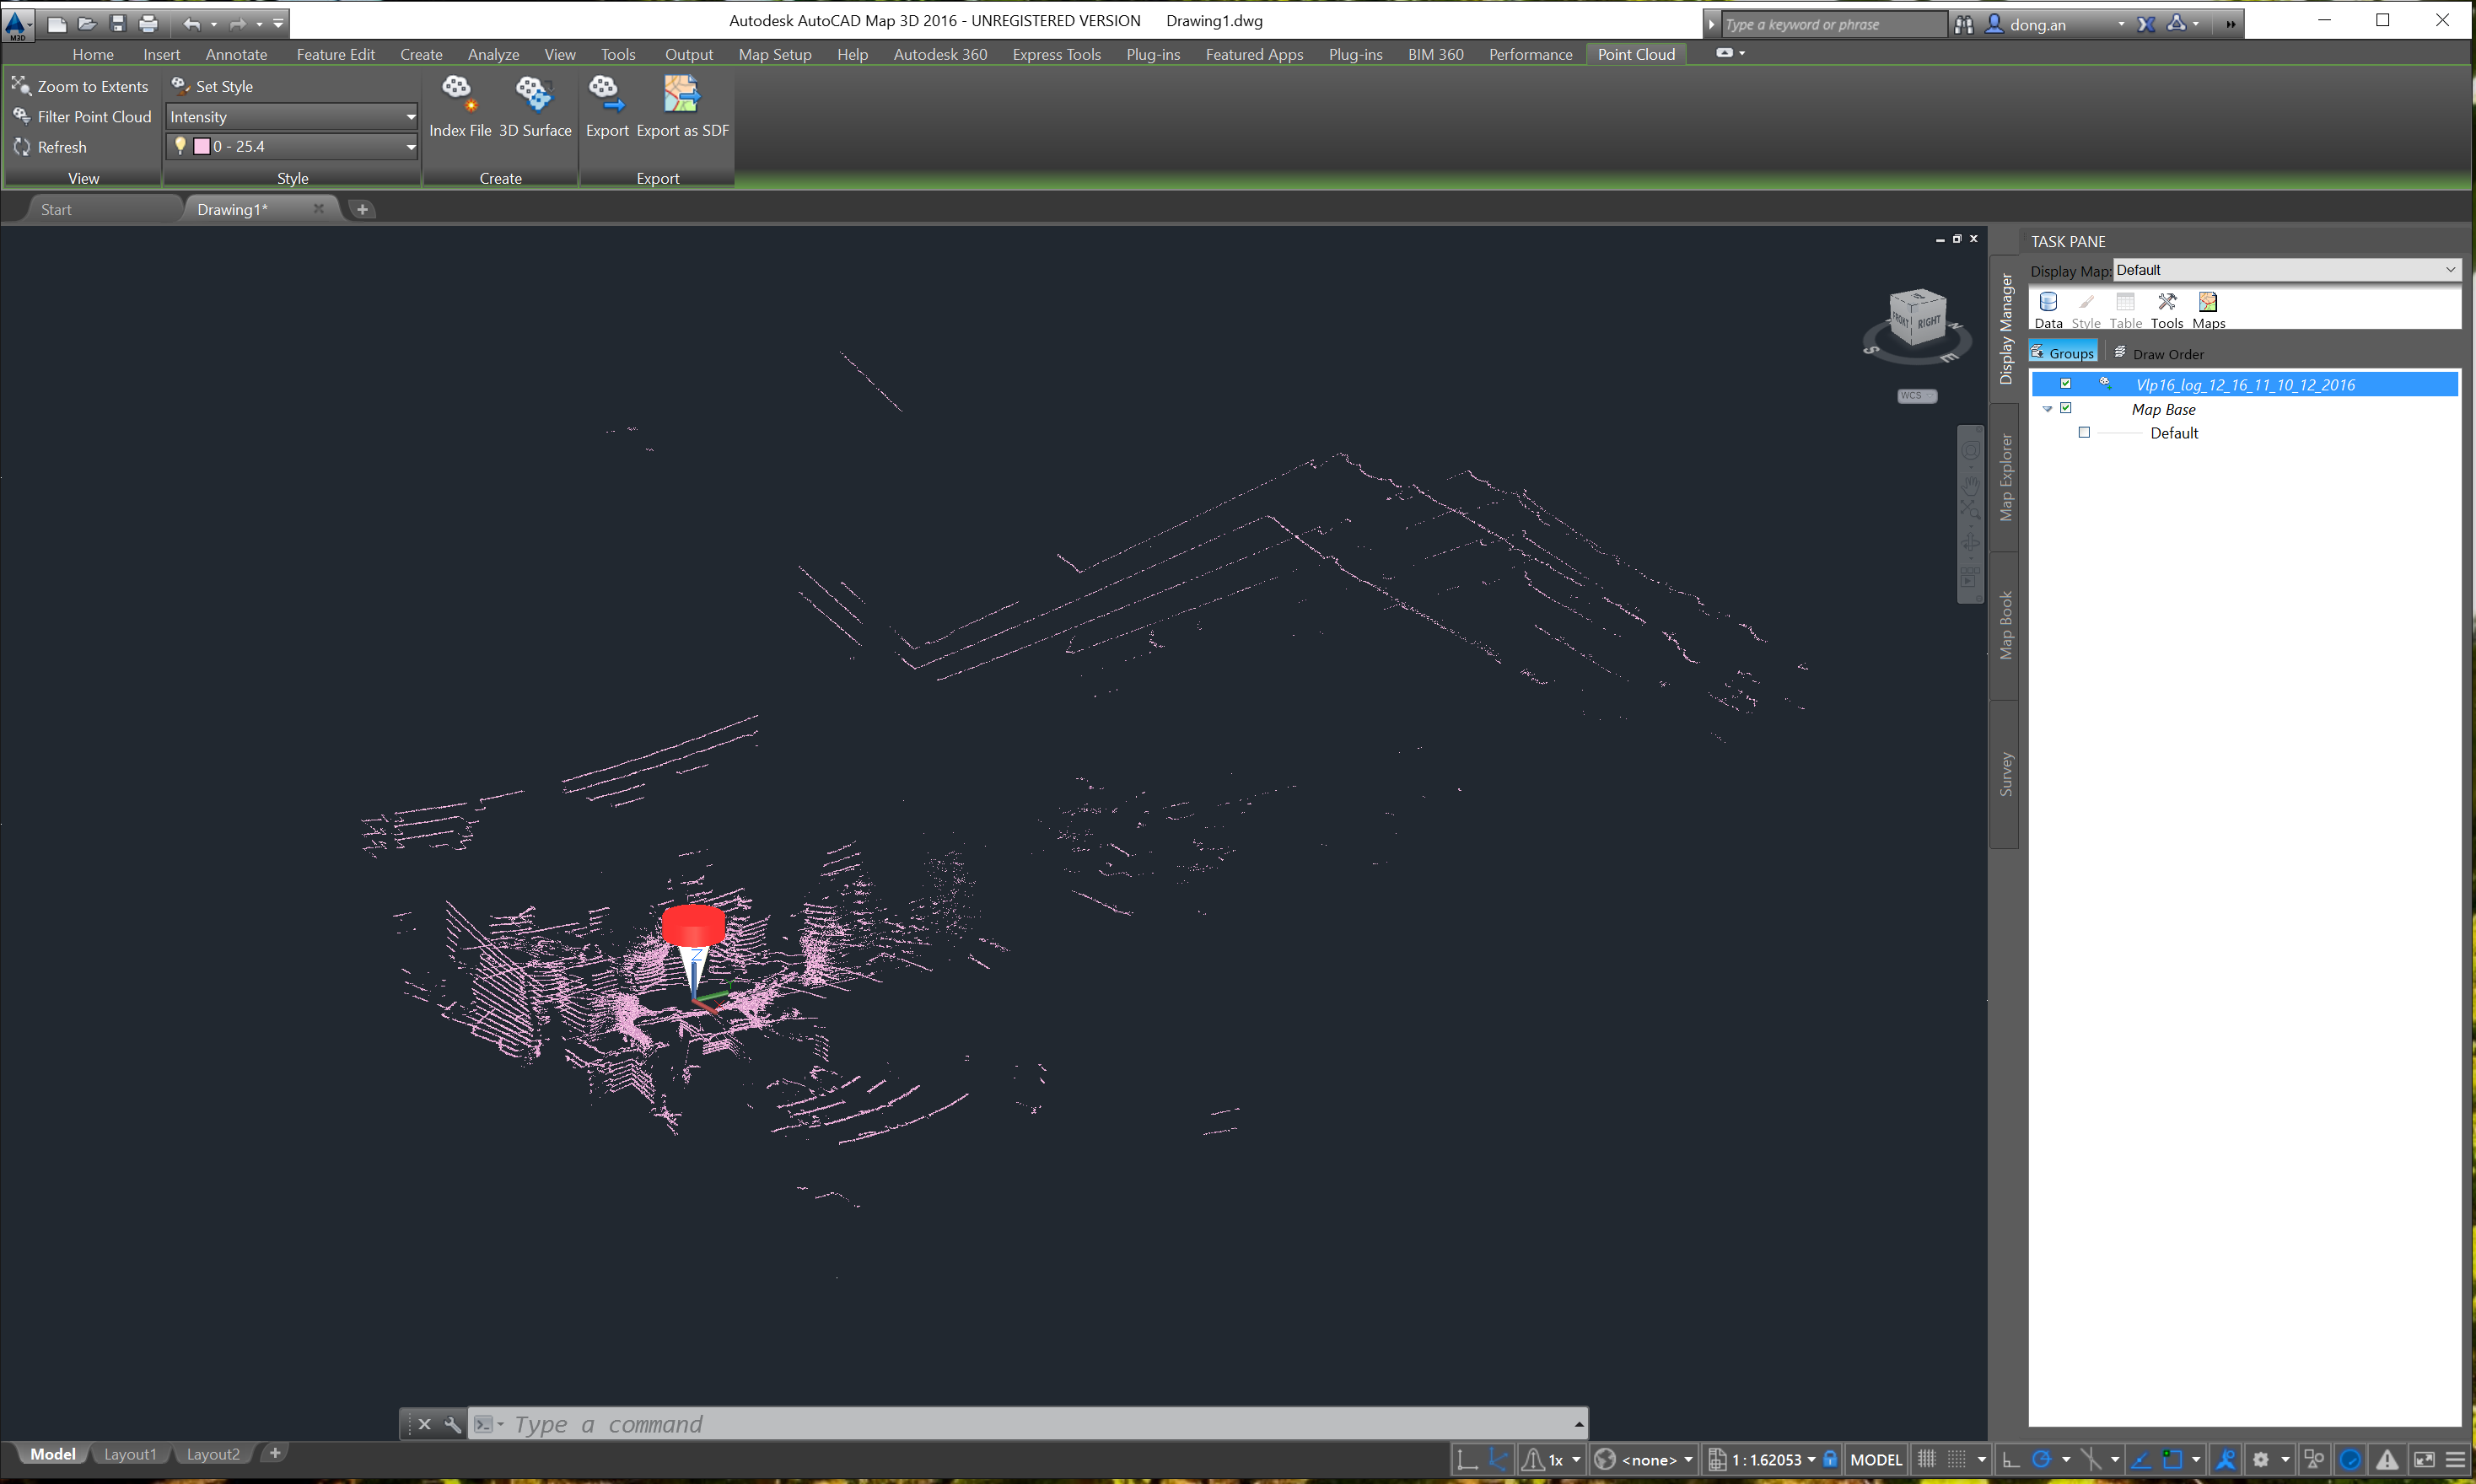 M3D
Autodesk AutoCAD Map 3D 2016 - UNREGISTERED VERSION Drawing1.dwg
Type a keyword or phrase
dong.an
Home Insert Annotate Feature Edit Create Analyze View Tools Output Map Setup Help Autodesk 360 Express Tools Plug-ins Featured Apps Plug-ins BIM 360 Performance Point Cloud
Zoom to Extents
Filter Point Cloud
Refresh
View
Set Style
Intensity
0 - 25.4
Style
Index File 3D Surface
Create
Export Export as SDF
Export
Start Drawing1*
FRONT RIGHT
S E N
WCS
Z
Y
TASK PANE
Display Map: Default
Data Style Table Tools Maps
Groups Draw Order
Vlp16_log_12_16_11_10_12_2016
Map Base
Default
Display Manager
Map Explorer
Map Book
Survey
Type a command
Model Layout1 Layout2
1x <none> 1 : 1.62053 MODEL